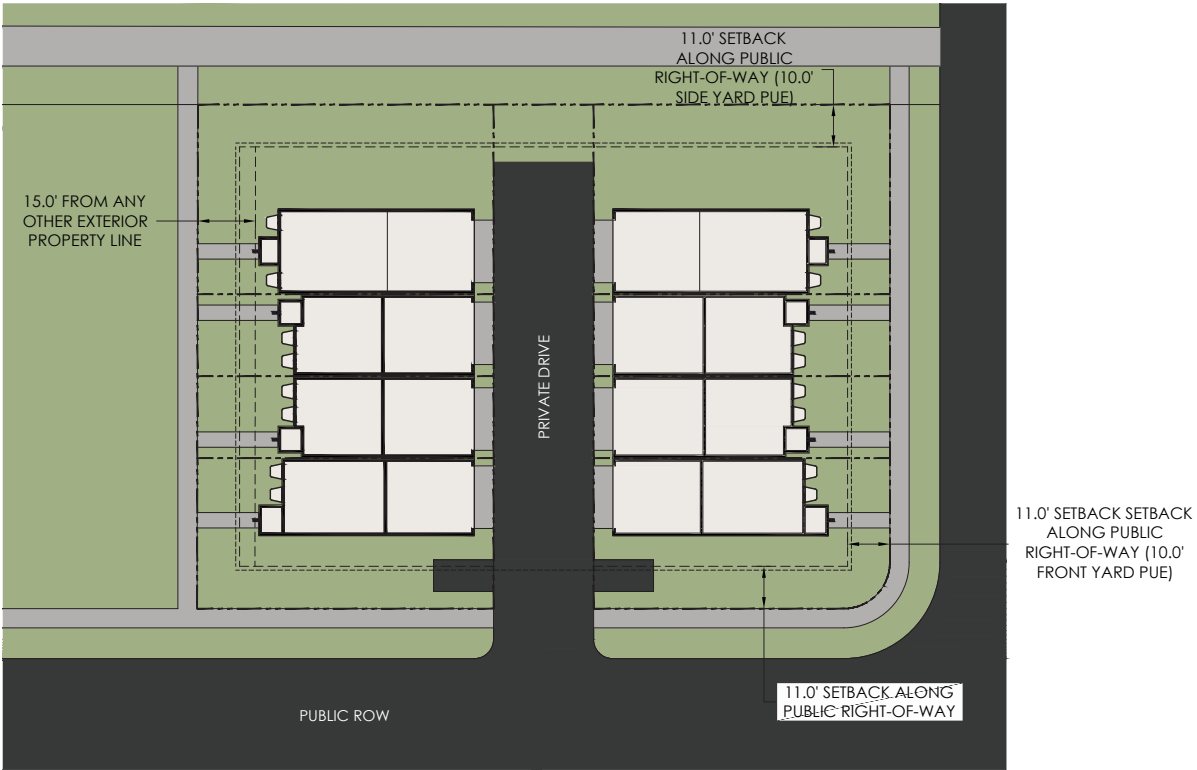 11.0' SETBACK
ALONG PUBLIC
RIGHT-OF-WAY (10.0'
SIDE YARD PUE)
15.0' FROM ANY
OTHER EXTERIOR
PROPERTY LINE
PRIVATE DRIVE
11.0' SETBACK SETBACK
ALONG PUBLIC
RIGHT-OF-WAY (10.0'
FRONT YARD PUE)
11.0' SETBACK ALONG
PUBLIC RIGHT-OF-WAY
PUBLIC ROW